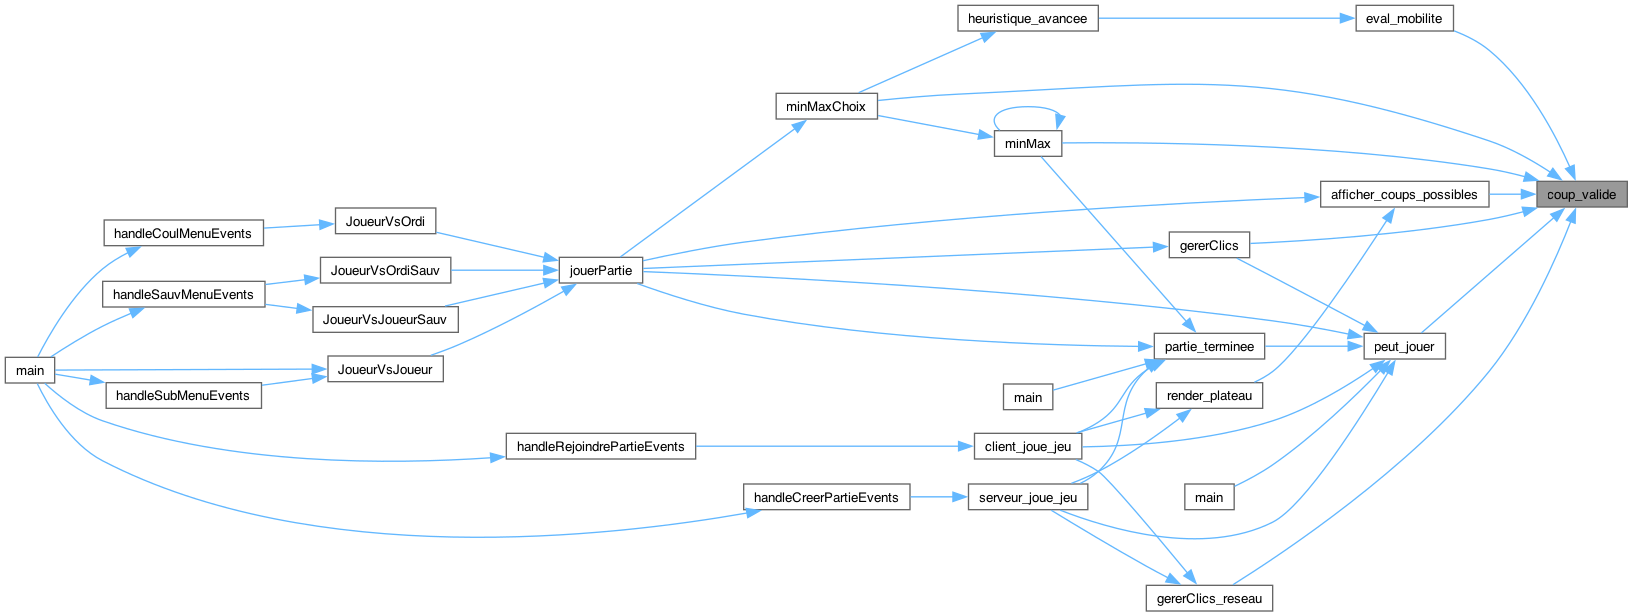 heuristique_avancee
eval_mobilite
minMaxChoix
minMax
coup_valide
afficher_coups_possibles
JoueurVsOrdi
handleCoulMenuEvents
gererClics
JoueurVsOrdiSauv
jouerPartie
handleSauvMenuEvents
JoueurVsJoueurSauv
partie_terminee
peut_jouer
main
JoueurVsJoueur
handleSubMenuEvents
main
render_plateau
handleRejoindrePartieEvents
client_joue_jeu
handleCreerPartieEvents
serveur_joue_jeu
main
gererClics_reseau